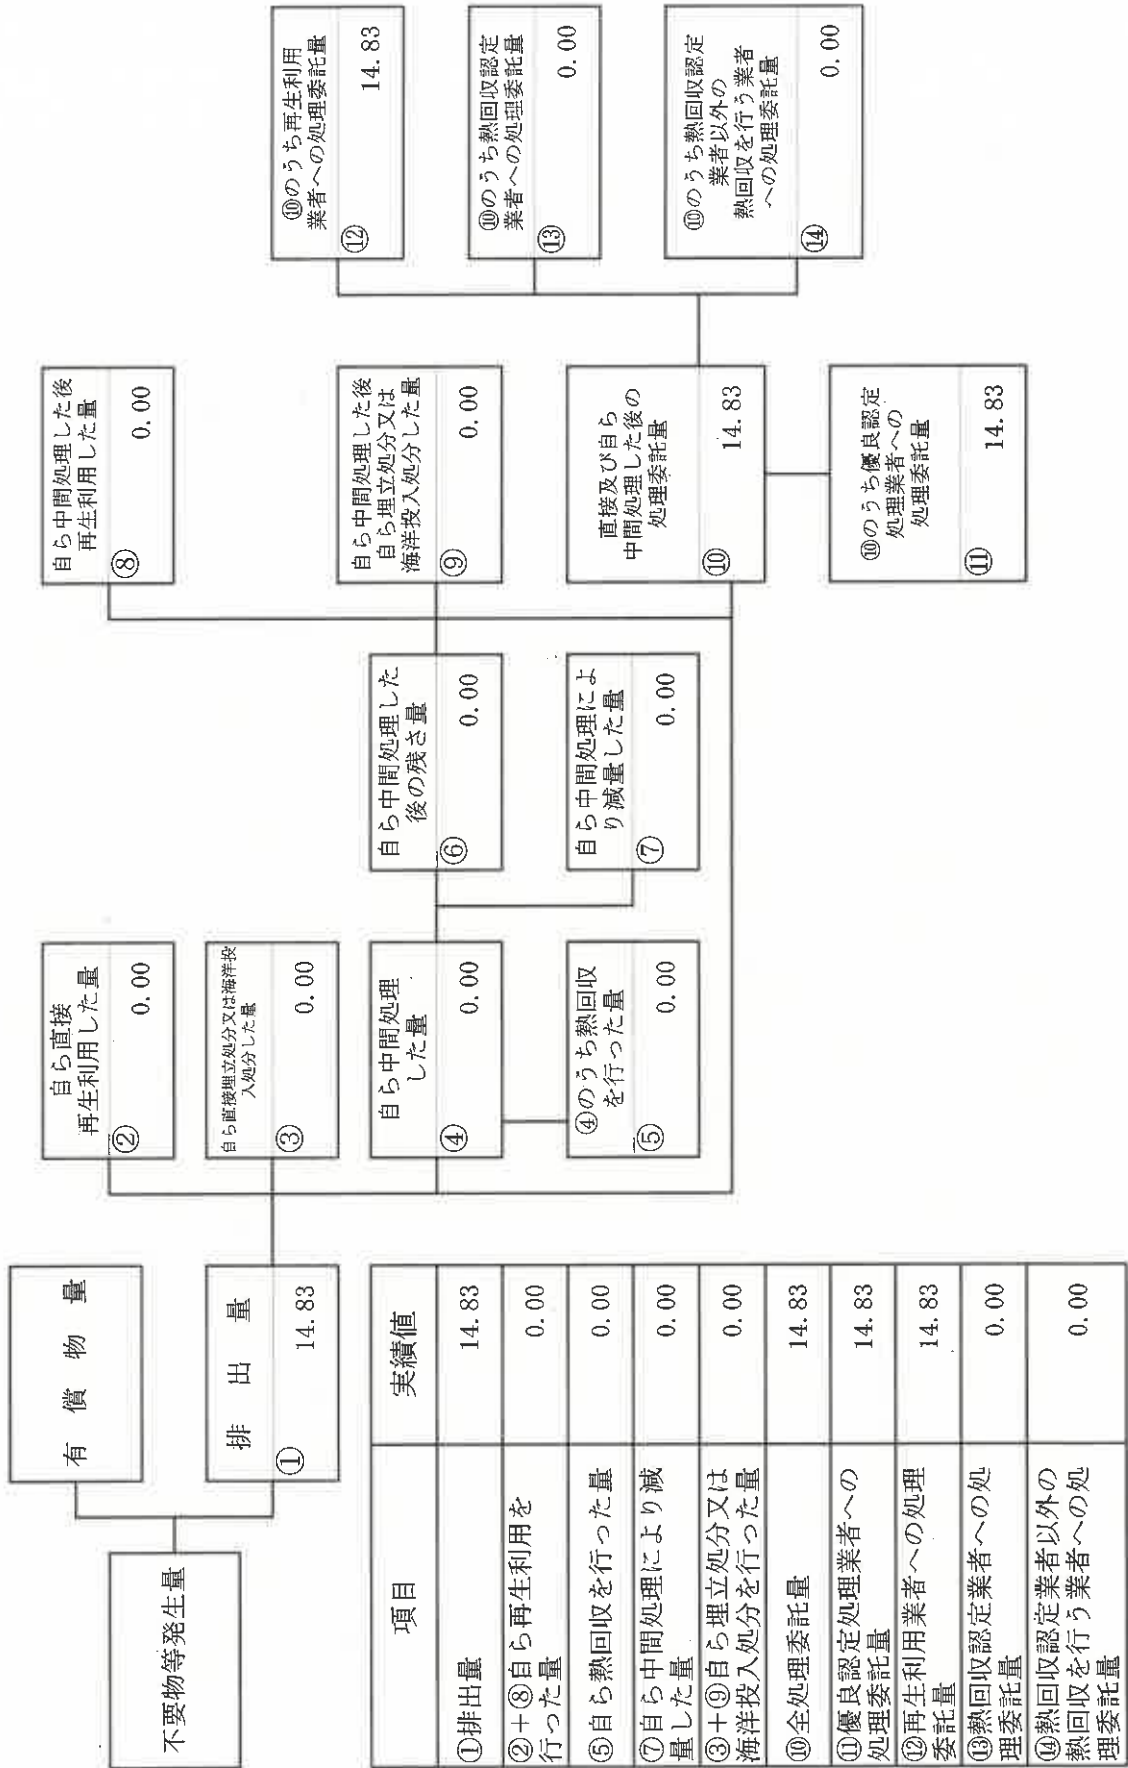 不要物等発生量
有償物量
排出量
① 14.83
自ら直接
再生利用した量
② 0.00
自ら直接埋立処分又は海洋投
入処分した量
③ 0.00
自ら中間処理
した量
④ 0.00
④のうち熱回収
を行った量
⑤ 0.00
自ら中間処理した
後の残さ量
⑥ 0.00
自ら中間処理によ
り減量した量
⑦ 0.00
自ら中間処理した後
再生利用した量
⑧ 0.00
自ら中間処理した後
自ら埋立処分又は
海洋投入処分した量
⑨ 0.00
直接及び自ら
中間処理した後の
処理委託量
⑩ 14.83
⑩のうち優良認定
処理業者への
処理委託量
⑪ 14.83
⑩のうち再生利用
業者への処理委託量
⑫ 14.83
⑩のうち熱回収認定
業者への処理委託量
⑬ 0.00
⑩のうち熱回収認定
業者以外の
熱回収を行う業者
への処理委託量
⑭ 0.00
項目 実績値
①排出量 14.83
②+⑧自ら再生利用を
行った量 0.00
⑤自ら熱回収を行った量 0.00
⑦自ら中間処理により減
量した量 0.00
③+⑨自ら埋立処分又は
海洋投入処分を行った量 0.00
⑩全処理委託量 14.83
⑪優良認定処理業者への
処理委託量 14.83
⑫再生利用業者への処理
委託量 14.83
⑬熱回収認定業者への処
理委託量 0.00
⑭熱回収認定業者以外の
熱回収を行う業者への処
理委託量 0.00